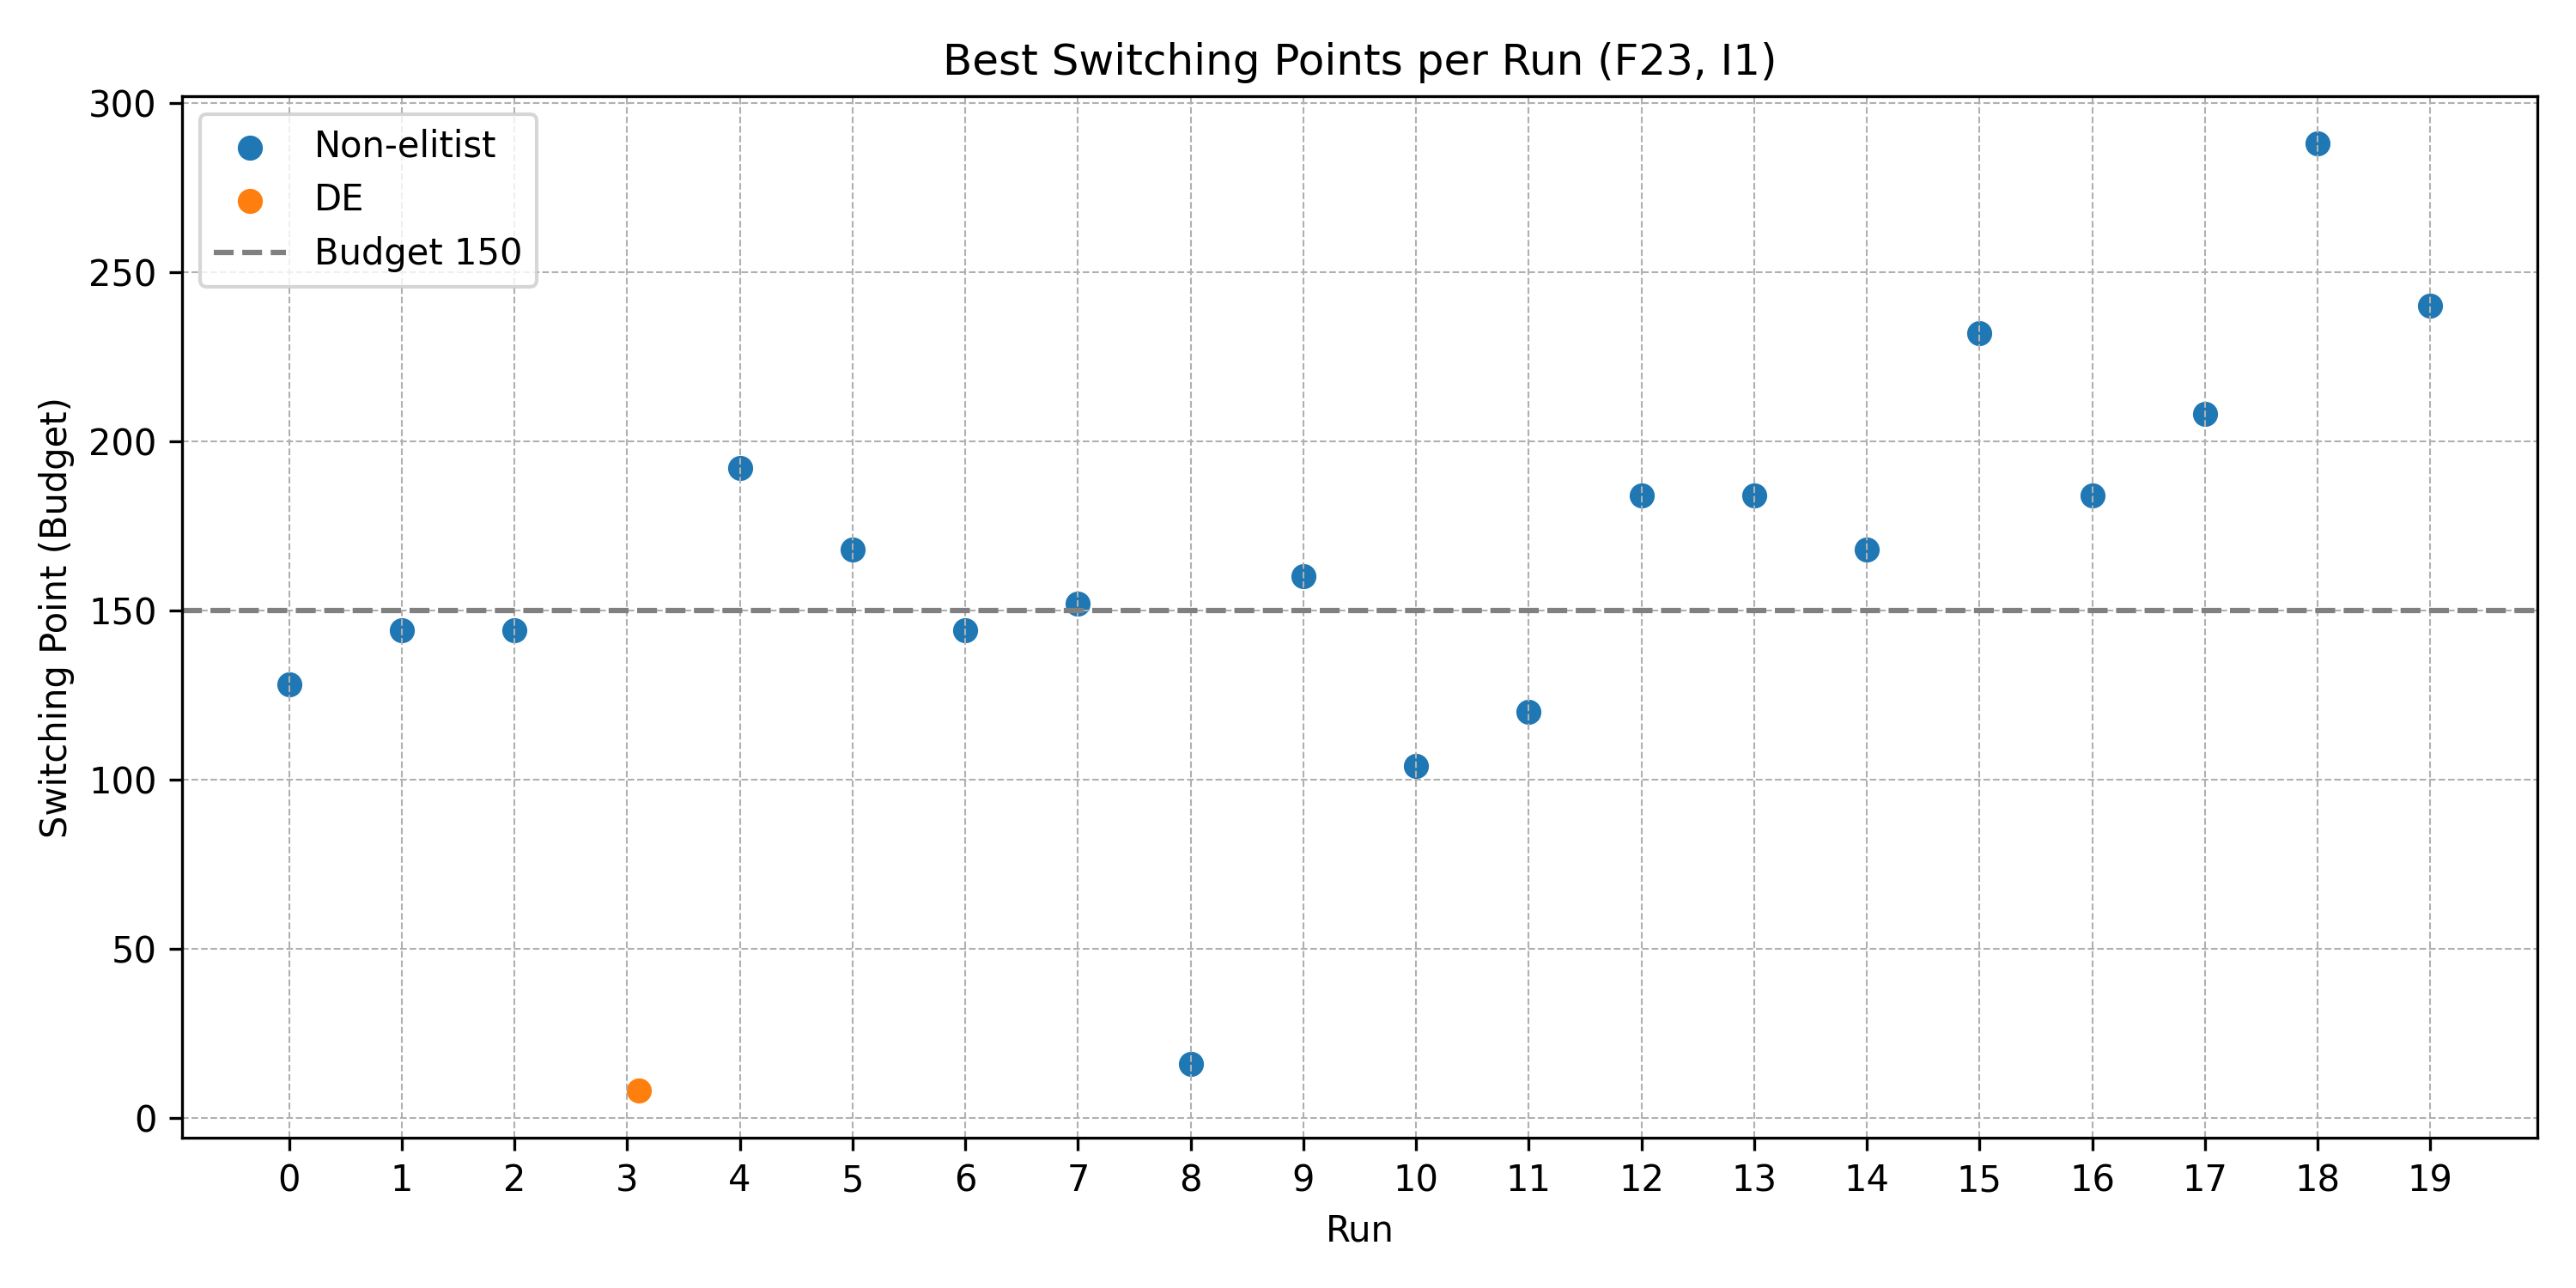 Best Switching Points per Run (F23, I1)
300
250
200
150
100
50
0
Switching Point (Budget)
Non-elitist
DE
Budget 150
0 1 2 3 4 5 6 7 8 9 10 11 12 13 14 15 16 17 18 19
Run